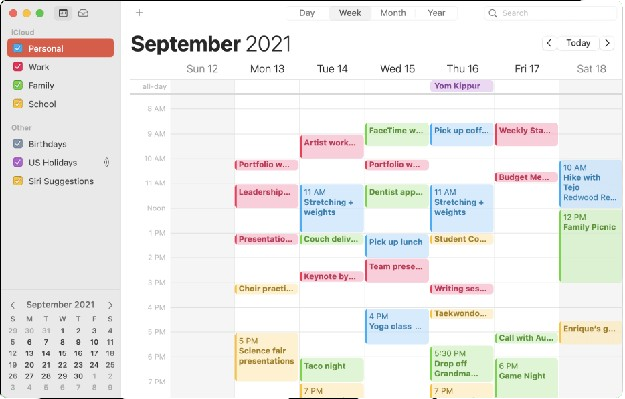 Day
Week
Month
Year
Search
iCloud
Personal
Work
Family
School
Other
Birthdays
US Holidays
Siri Suggestions
September 2021
Today
Sun 12
Mon 13
Tue 14
Wed 15
Thu 16
Fri 17
Sat 18
all-day
Yom Kippur
8 AM
9 AM
10 AM
11 AM
Noon
1 PM
2 PM
3 PM
4 PM
5 PM
6 PM
7 PM
Portfolio w...
Leadership...
Presentatio...
Choir practi...
5 PM
Science fair
presentations
Artist work...
11 AM
Stretching +
weights
Couch deliv...
Keynote by...
Taco night
7 PM
FaceTime w...
Portfolio w...
Dentist app...
Pick up lunch
Team prese...
4 PM
Yoga class ...
Pick up coff...
11 AM
Stretching +
weights
Student Co...
Writing ses...
Taekwondo...
5:30 PM
Drop off
Grandma...
7 PM
Weekly Sta...
Budget Me...
Call with Au...
6 PM
Game Night
10 AM
Hike with
Tejo
Redwood Re...
12 PM
Family Picnic
Enrique's g...
September 2021
S M T W T F S
29 30 31 1 2 3 4
5 6 7 8 9 10 11
12 13 14 15 16 17 18
19 20 21 22 23 24 25
26 27 28 29 30 1 2
3 4 5 6 7 8 9